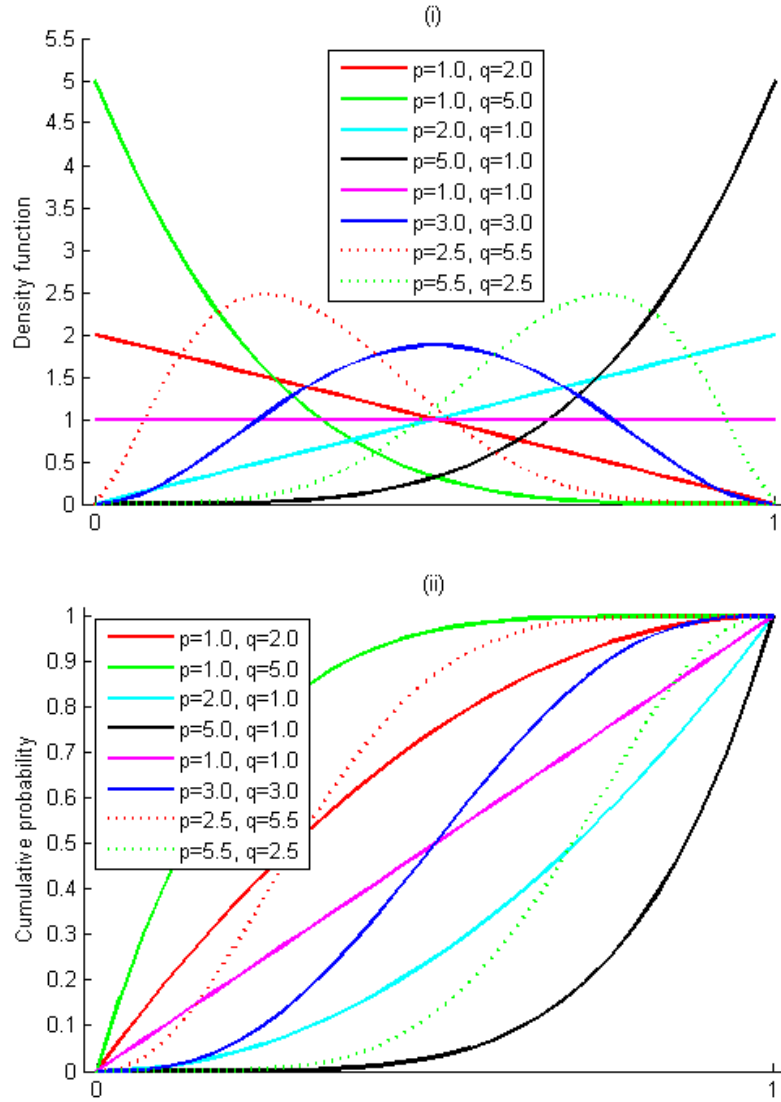 (i)
5.5
5
4.5
4
3.5
3
2.5
2
1.5
1
0.5
0
Density function
p=1.0, q=2.0
p=1.0, q=5.0
p=2.0, q=1.0
p=5.0, q=1.0
p=1.0, q=1.0
p=3.0, q=3.0
p=2.5, q=5.5
p=5.5, q=2.5
0
1
(ii)
1
0.9
0.8
0.7
0.6
0.5
0.4
0.3
0.2
0.1
0
Cumulative probability
p=1.0, q=2.0
p=1.0, q=5.0
p=2.0, q=1.0
p=5.0, q=1.0
p=1.0, q=1.0
p=3.0, q=3.0
p=2.5, q=5.5
p=5.5, q=2.5
0
1